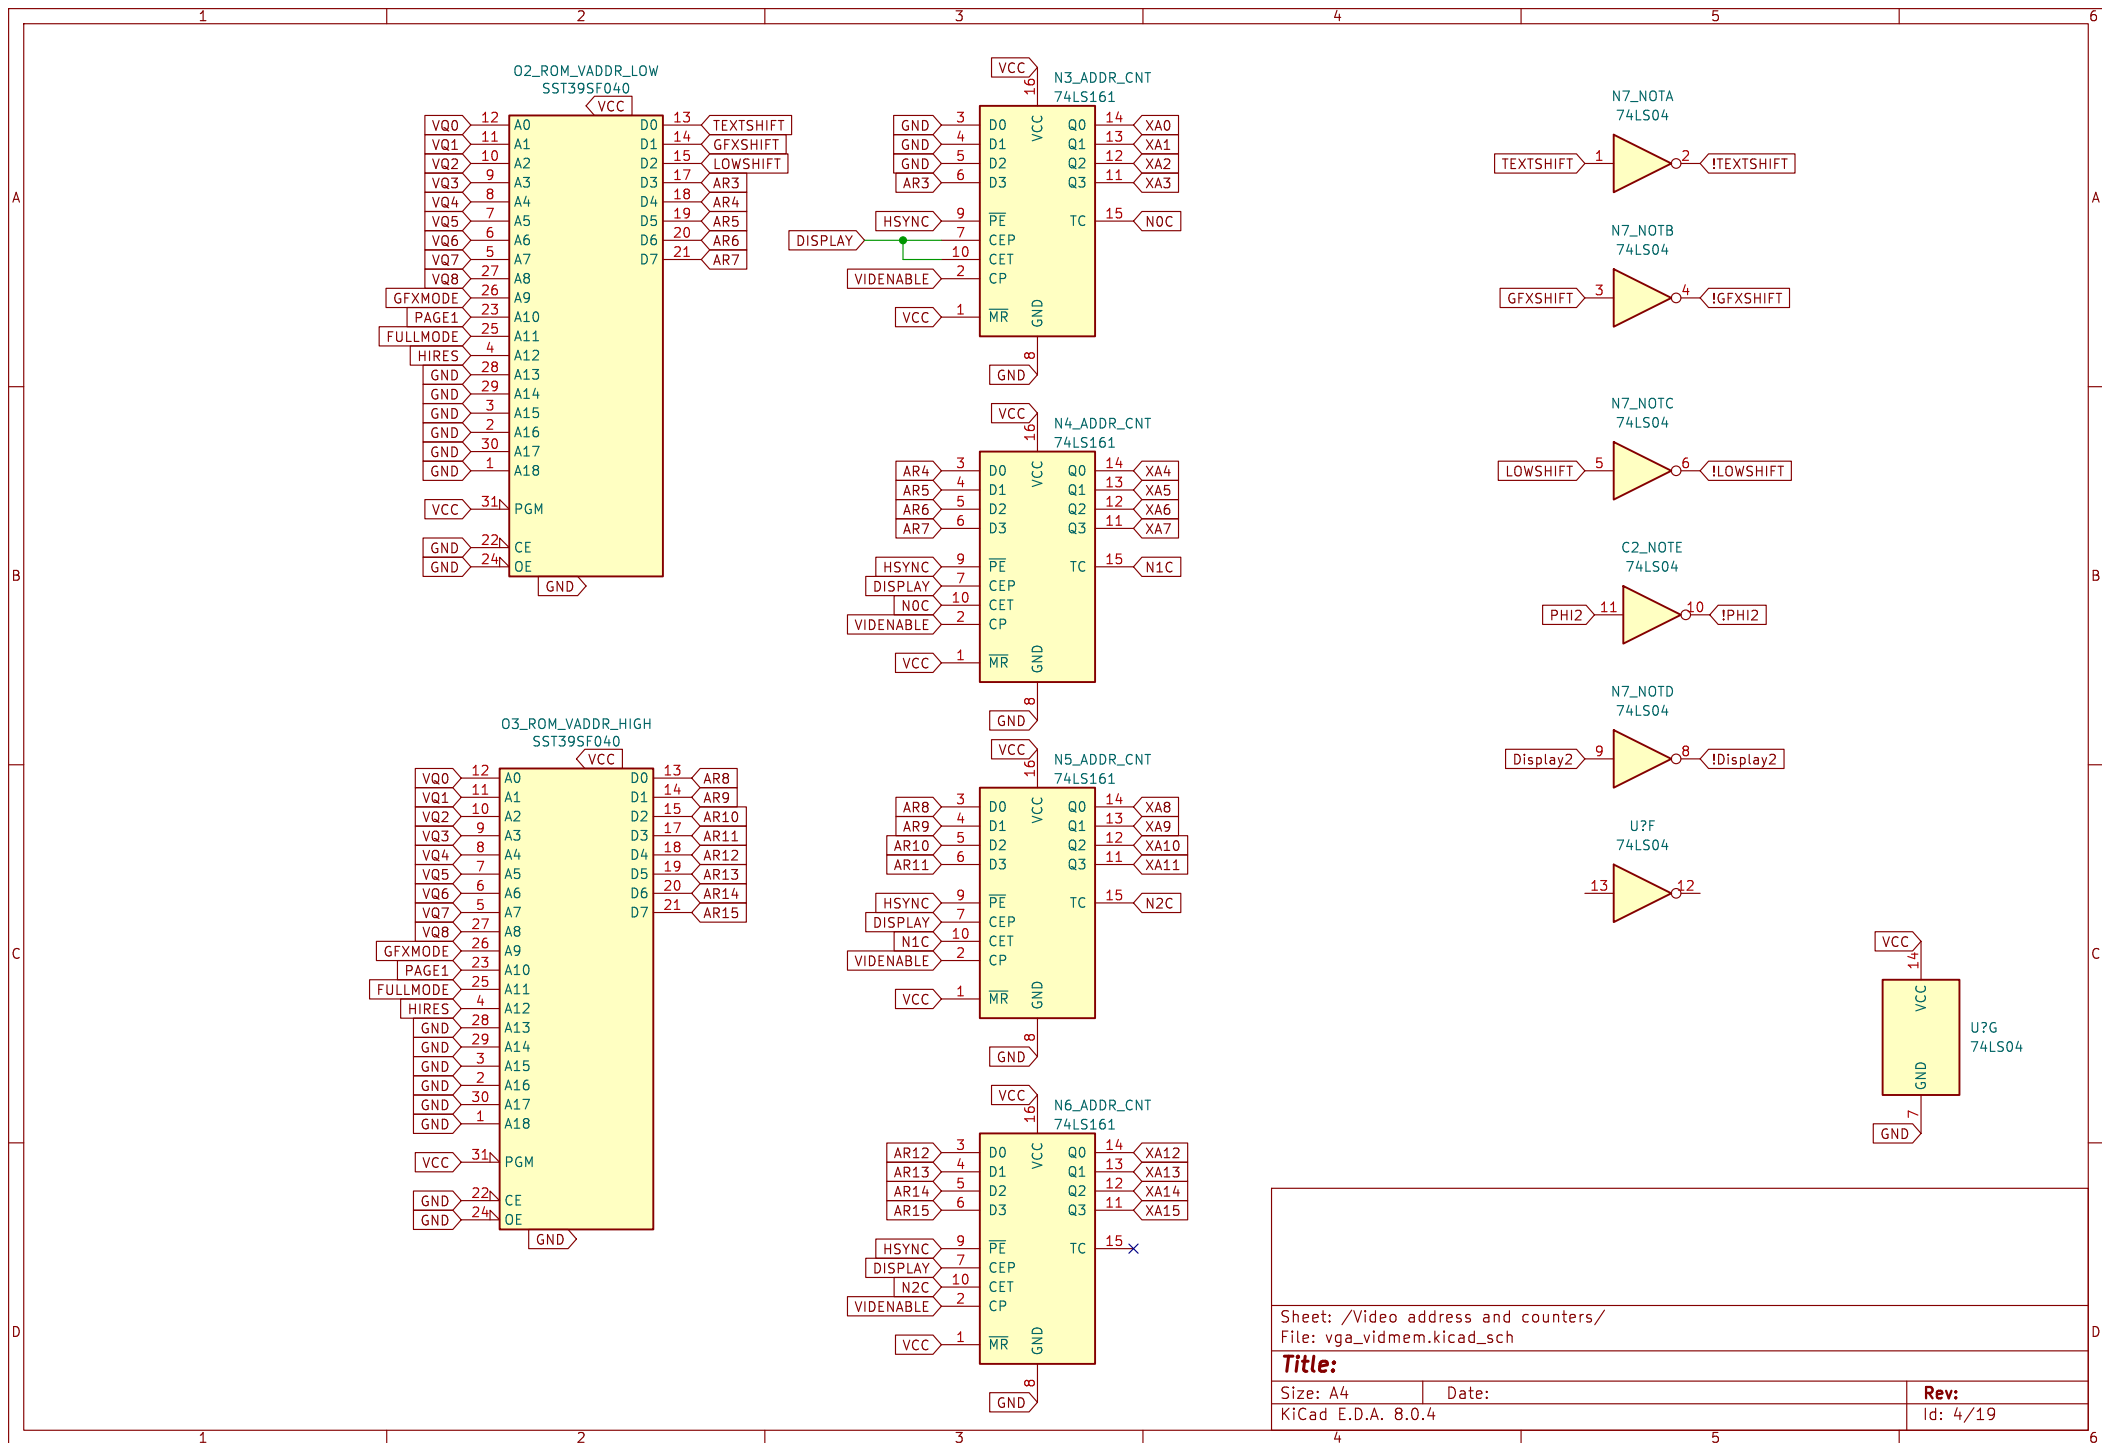 1 2 3 4 5 6
A
B
C
D
O2_ROM_VADDR_LOW
SST39SF040
VCC
VQ0 12 A0 D0 13 TEXTSHIFT
VQ1 11 A1 D1 14 GFXSHIFT
VQ2 10 A2 D2 15 LOWSHIFT
VQ3 9 A3 D3 17 AR3
VQ4 8 A4 D4 18 AR4
VQ5 7 A5 D5 19 AR5
VQ6 6 A6 D6 20 AR6
VQ7 5 A7 D7 21 AR7
VQ8 27 A8
GFXMODE 26 A9
PAGE1 23 A10
FULLMODE 25 A11
HIRES 4 A12
GND 28 A13
GND 29 A14
GND 3 A15
GND 2 A16
GND 30 A17
GND 1 A18
VCC 31 PGM
GND 22 CE
GND 24 OE
GND
O3_ROM_VADDR_HIGH
SST39SF040
VCC
VQ0 12 A0 D0 13 AR8
VQ1 11 A1 D1 14 AR9
VQ2 10 A2 D2 15 AR10
VQ3 9 A3 D3 17 AR11
VQ4 8 A4 D4 18 AR12
VQ5 7 A5 D5 19 AR13
VQ6 6 A6 D6 20 AR14
VQ7 5 A7 D7 21 AR15
VQ8 27 A8
GFXMODE 26 A9
PAGE1 23 A10
FULLMODE 25 A11
HIRES 4 A12
GND 28 A13
GND 29 A14
GND 3 A15
GND 2 A16
GND 30 A17
GND 1 A18
VCC 31 PGM
GND 22 CE
GND 24 OE
GND
VCC 16 N3_ADDR_CNT
74LS161
VCC
GND 3 D0 Q0 14 XA0
GND 4 D1 Q1 13 XA1
GND 5 D2 Q2 12 XA2
AR3 6 D3 Q3 11 XA3
HSYNC 9 PE TC 15 N0C
DISPLAY 7 CEP
10 CET
VIDENABLE 2 CP
VCC 1 MR GND
GND 8
VCC 16 N4_ADDR_CNT
74LS161
VCC
AR4 3 D0 Q0 14 XA4
AR5 4 D1 Q1 13 XA5
AR6 5 D2 Q2 12 XA6
AR7 6 D3 Q3 11 XA7
HSYNC 9 PE TC 15 N1C
DISPLAY 7 CEP
N0C 10 CET
VIDENABLE 2 CP
VCC 1 MR GND
GND 8
VCC 16 N5_ADDR_CNT
74LS161
VCC
AR8 3 D0 Q0 14 XA8
AR9 4 D1 Q1 13 XA9
AR10 5 D2 Q2 12 XA10
AR11 6 D3 Q3 11 XA11
HSYNC 9 PE TC 15 N2C
DISPLAY 7 CEP
N1C 10 CET
VIDENABLE 2 CP
VCC 1 MR GND
GND 8
VCC 16 N6_ADDR_CNT
74LS161
VCC
AR12 3 D0 Q0 14 XA12
AR13 4 D1 Q1 13 XA13
AR14 5 D2 Q2 12 XA14
AR15 6 D3 Q3 11 XA15
HSYNC 9 PE TC 15
DISPLAY 7 CEP
N2C 10 CET
VIDENABLE 2 CP
VCC 1 MR GND
GND 8
N7_NOTA
74LS04
TEXTSHIFT 1 2 !TEXTSHIFT
N7_NOTB
74LS04
GFXSHIFT 3 4 !GFXSHIFT
N7_NOTC
74LS04
LOWSHIFT 5 6 !LOWSHIFT
C2_NOTE
74LS04
PHI2 11 10 !PHI2
N7_NOTD
74LS04
Display2 9 8 !Display2
U?F
74LS04
13 12
VCC 14
VCC
U?G
74LS04
GND
GND 7
A
B
C
D
Sheet: /Video address and counters/
File: vga_vidmem.kicad_sch
Title:
Size: A4 Date: Rev:
KiCad E.D.A. 8.0.4 Id: 4/19
1 2 3 4 5 6